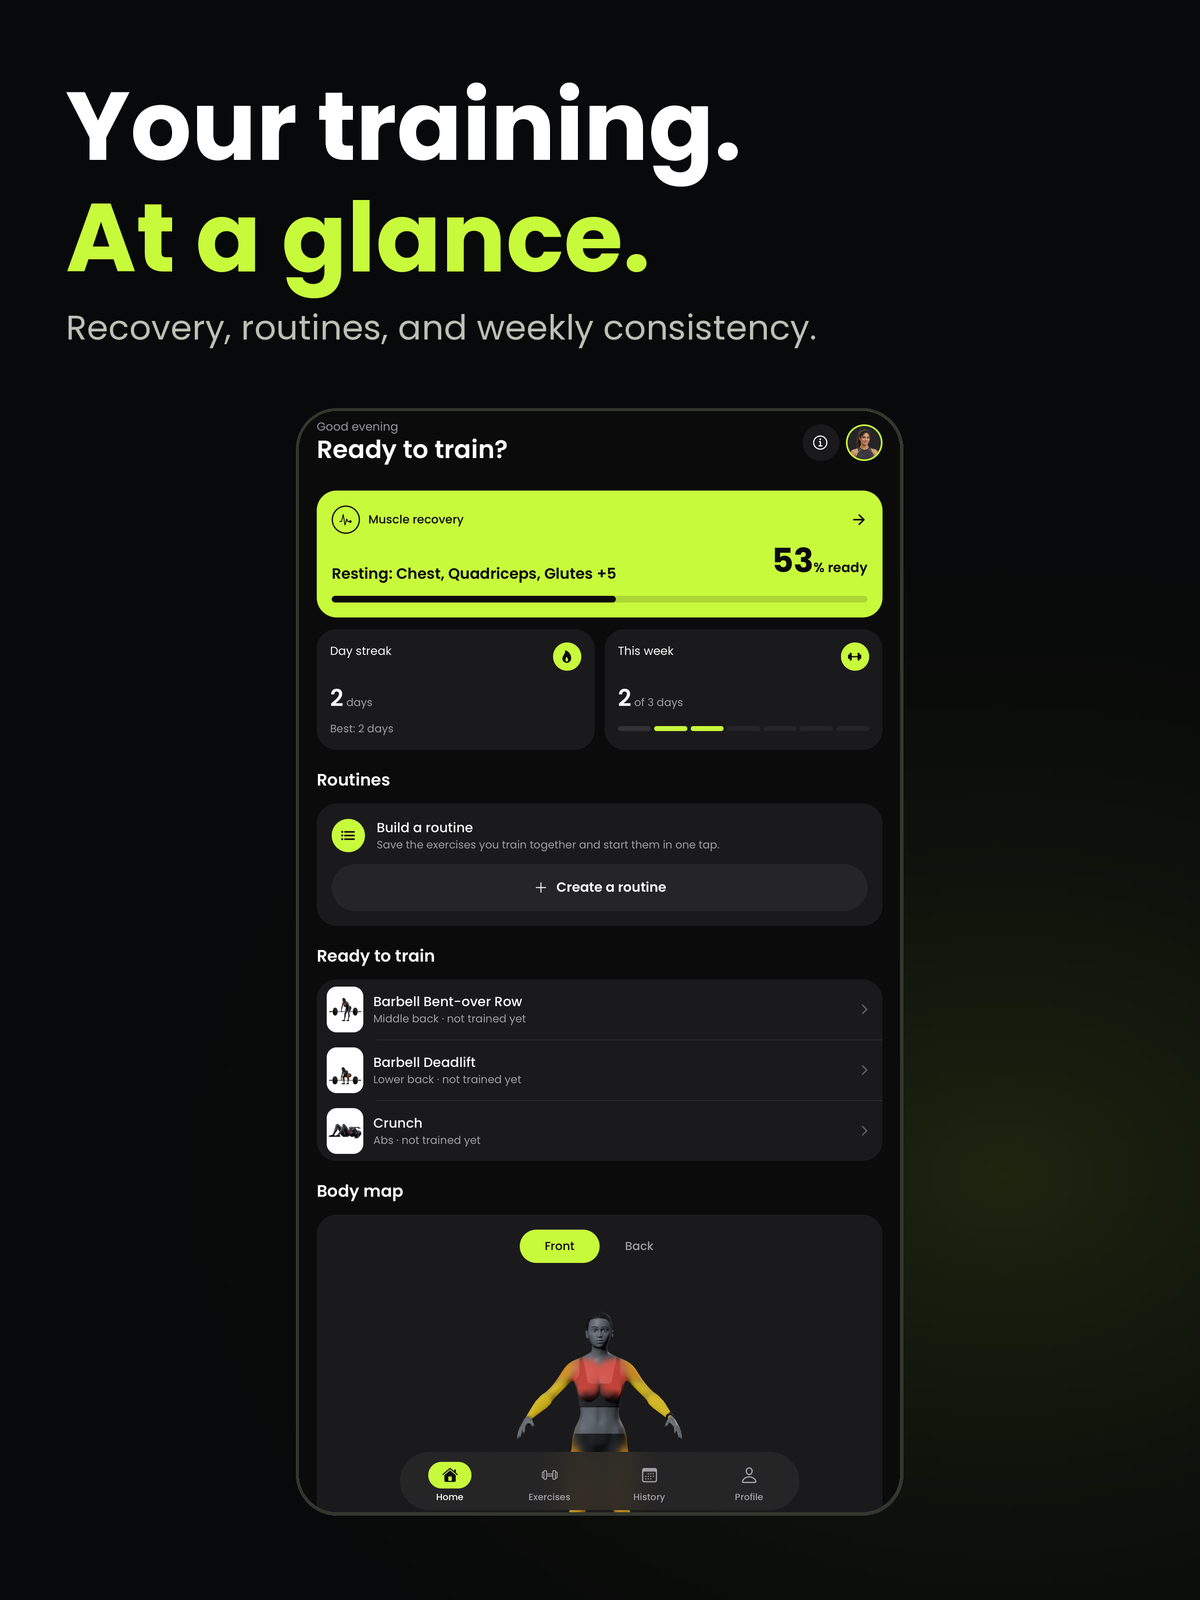 Your training.
At a glance.
Recovery, routines, and weekly consistency.
Good evening
Ready to train?
Muscle recovery
Resting: Chest, Quadriceps, Glutes +5
53% ready
Day streak
2 days
Best: 2 days
This week
2 of 3 days
Routines
Build a routine
Save the exercises you train together and start them in one tap.
+ Create a routine
Ready to train
Barbell Bent-over Row
Middle back · not trained yet
Barbell Deadlift
Lower back · not trained yet
Crunch
Abs · not trained yet
Body map
Front
Back
Home
Exercises
History
Profile